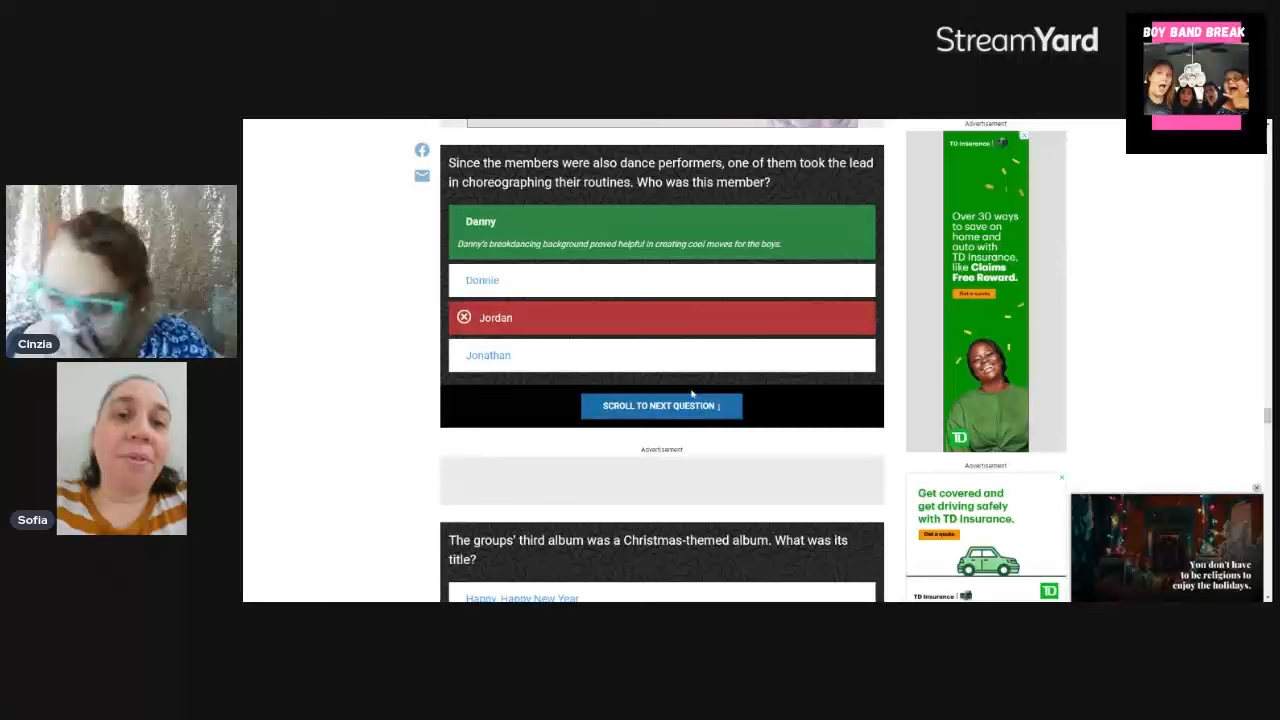 StreamYard
BOY BAND BREAK
Advertisement
Since the members were also dance performers, one of them took the lead
in choreographing their routines. Who was this member?
Danny
Danny's breakdancing background proved helpful in creating cool moves for the boys.
Donnie
Jordan
Jonathan
SCROLL TO NEXT QUESTION ↓
Advertisement
The groups' third album was a Christmas-themed album. What was its
title?
Happy, Happy New Year
TD Insurance
Over 30 ways
to save on
home and
auto with
TD Insurance,
like Claims
Free Reward.
Get a quote
TD
Advertisement
Get covered and
get driving safely
with TD Insurance.
Get a quote
TD Insurance
TD
You don't have
to be religious to
enjoy the holidays.
Cinzia
Sofia